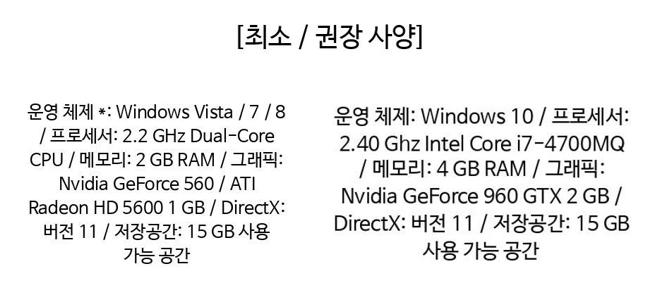 [최소 / 권장 사양]
운영 체제 *: Windows Vista / 7 / 8
/ 프로세서: 2.2 GHz Dual-Core
CPU / 메모리: 2 GB RAM / 그래픽:
Nvidia GeForce 560 / ATI
Radeon HD 5600 1 GB / DirectX:
버전 11 / 저장공간: 15 GB 사용
가능 공간
운영 체제: Windows 10 / 프로세서:
2.40 Ghz Intel Core i7-4700MQ
/ 메모리: 4 GB RAM / 그래픽:
Nvidia GeForce 960 GTX 2 GB /
DirectX: 버전 11 / 저장공간: 15 GB
사용 가능 공간